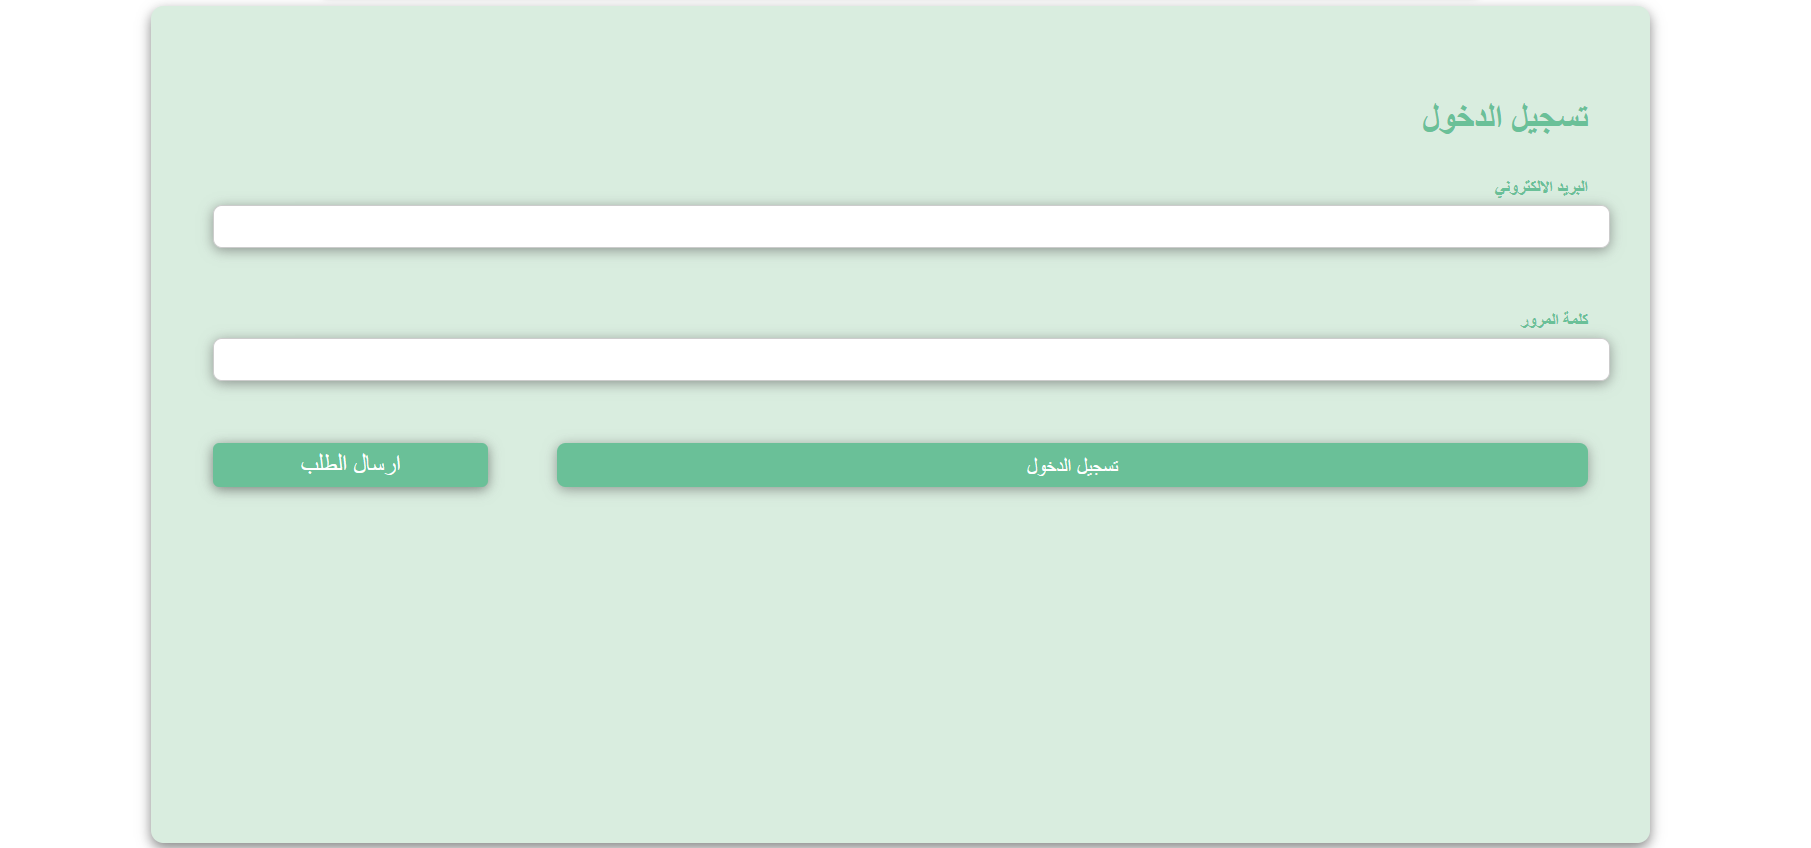 تسجيل الدخول
البريد الالكتروني
كلمة المرور
تسجيل الدخول
ارسال الطلب